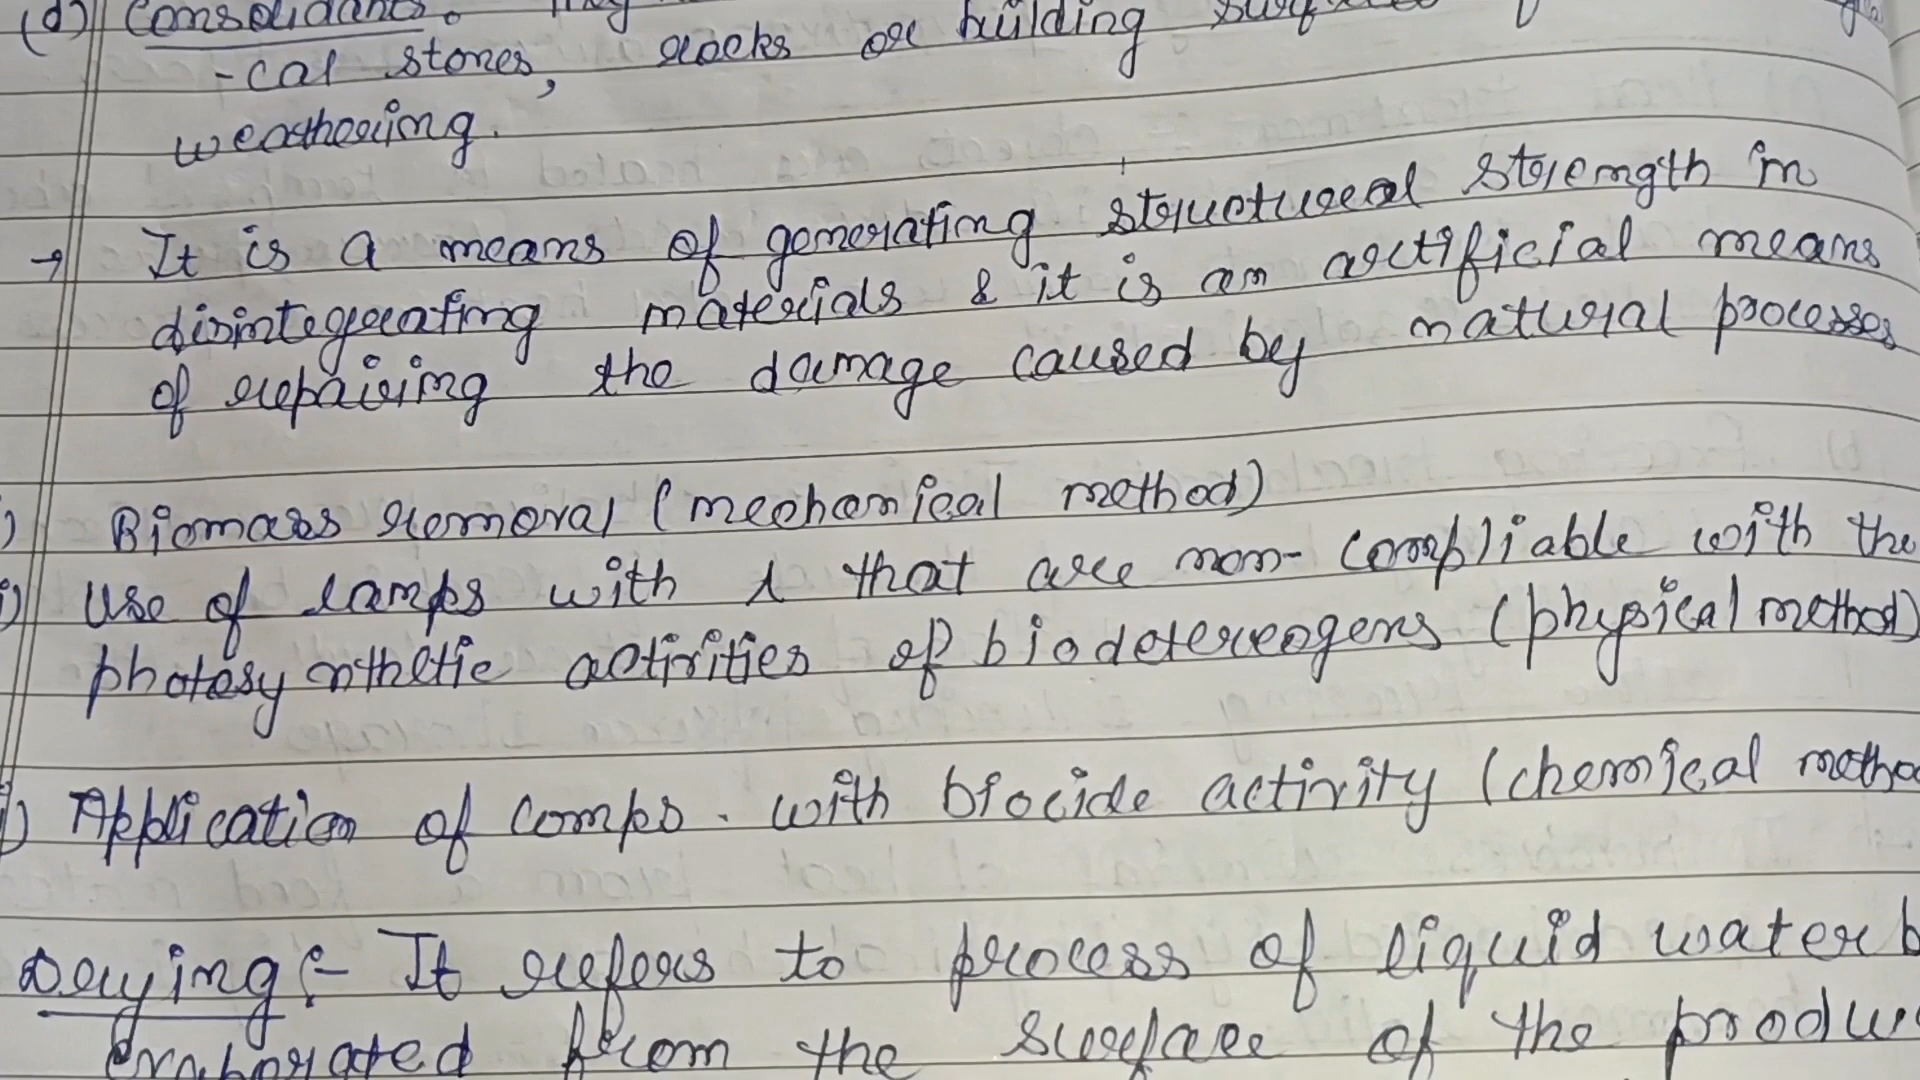 (d) Consolidants. They
-cal stones, rocks or building
weathering.
→ It is a means of generating structural strength in
disintegrating materials & it is an artificial means
of repairing the damage caused by natural processes
) Biomass removal (mechanical method)
i) Use of lamps with λ that are non-compliable with the
photosynthetic activities of biodeterogens (physical method)
i) Application of comps. with biocide activity (chemical metho
Drying :- It refers to process of liquid water b
evaporated from the surface of the produ